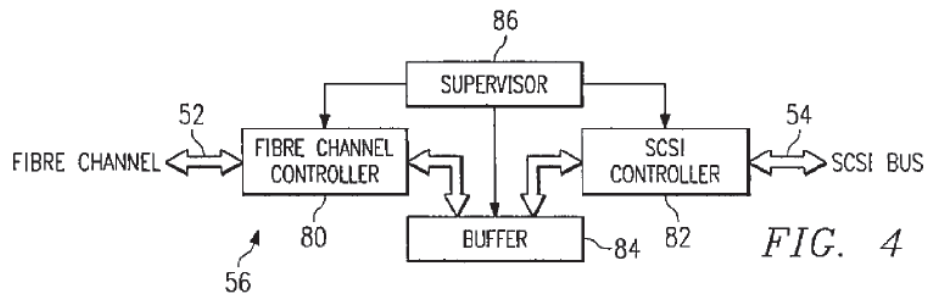 86
SUPERVISOR
52
54
FIBRE CHANNEL
FIBRE CHANNEL
CONTROLLER
SCSI
CONTROLLER
SCSI BUS
80
BUFFER
82
84
56
FIG. 4